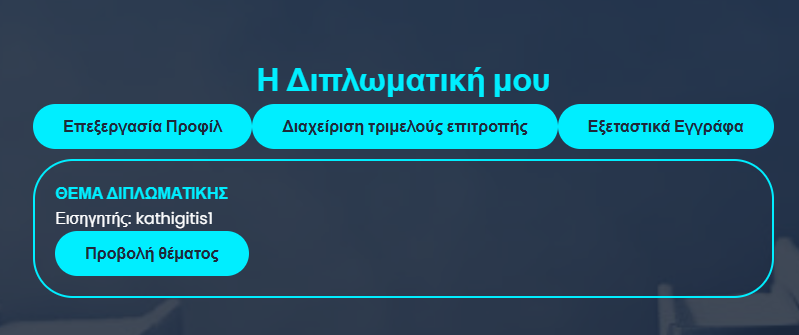 Η Διπλωματική μου
Επεξεργασία Προφίλ Διαχείριση τριμελούς επιτροπής Εξεταστικά Εγγράφα
ΘΕΜΑ ΔΙΠΛΩΜΑΤΙΚΗΣ
Εισηγητής: kathigitis1
Προβολή θέματος